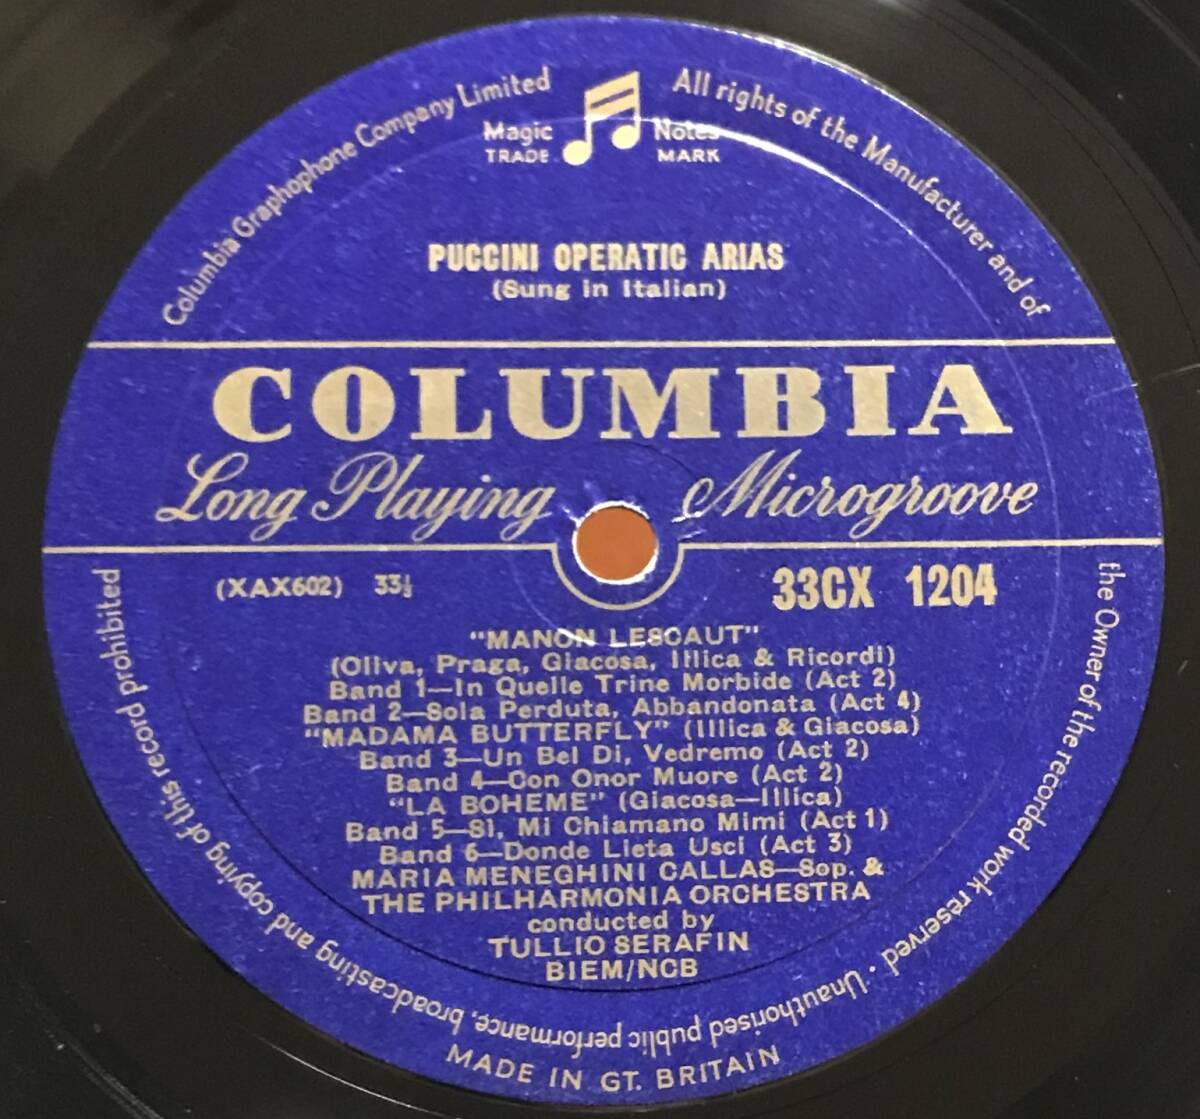 Columbia Graphophone Company Limited
All rights of the Manufacturer and of
the Owner of the recorded work reserved · Unauthorised public performance, broadcasting and copying of this record prohibited
Magic Notes
TRADE MARK
PUCCINI OPERATIC ARIAS
(Sung in Italian)
COLUMBIA
Long Playing Microgroove
(XAX602) 33⅓
33CX 1204
"MANON LESCAUT"
(Oliva, Praga, Giacosa, Illica & Ricordi)
Band 1—In Quelle Trine Morbide (Act 2)
Band 2—Sola Perduta, Abbandonata (Act 4)
"MADAMA BUTTERFLY" (Illica & Giacosa)
Band 3—Un Bel Di, Vedremo (Act 2)
Band 4—Con Onor Muore (Act 2)
"LA BOHEME" (Giacosa—Illica)
Band 5—Si, Mi Chiamano Mimi (Act 1)
Band 6—Donde Lieta Usci (Act 3)
MARIA MENEGHINI CALLAS—Sop. &
THE PHILHARMONIA ORCHESTRA
conducted by
TULLIO SERAFIN
BIEM/NCB
MADE IN GT. BRITAIN